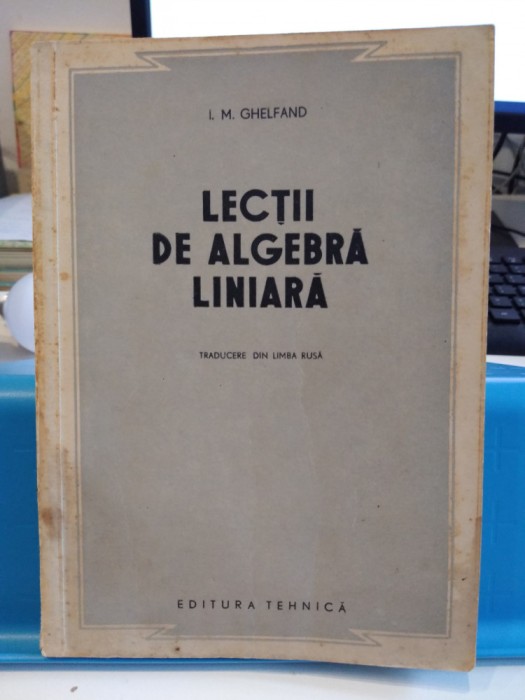 I. M. GHELFAND
LECȚII
DE ALGEBRĂ
LINIARĂ
TRADUCERE DIN LIMBA RUSĂ
EDITURA TEHNICĂ